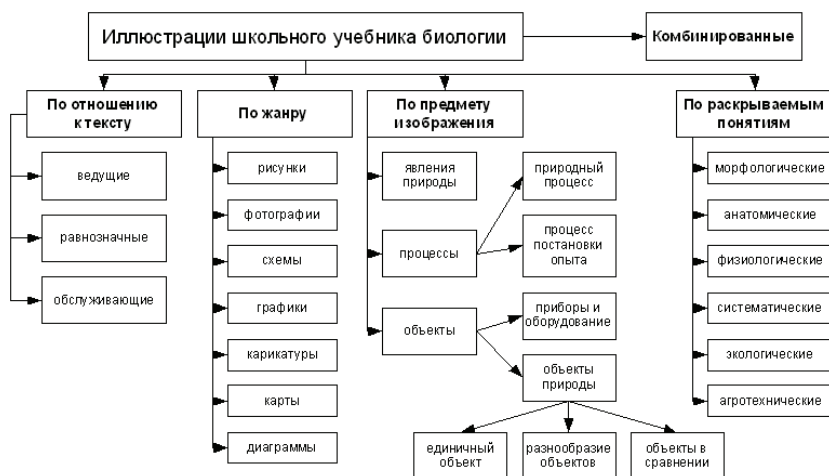 Иллюстрации школьного учебника биологии
Комбинированные
По отношению
к тексту
ведущие
равнозначные
обслуживающие
По жанру
рисунки
фотографии
схемы
графики
карикатуры
карты
диаграммы
По предмету
изображения
явления
природы
процессы
природный
процесс
процесс
постановки
опыта
объекты
приборы и
оборудование
объекты
природы
единичный
объект
разнообразие
объектов
объекты в
сравнении
По раскрываемым
понятиям
морфологические
анатомические
физиологические
систематические
экологические
агротехнические